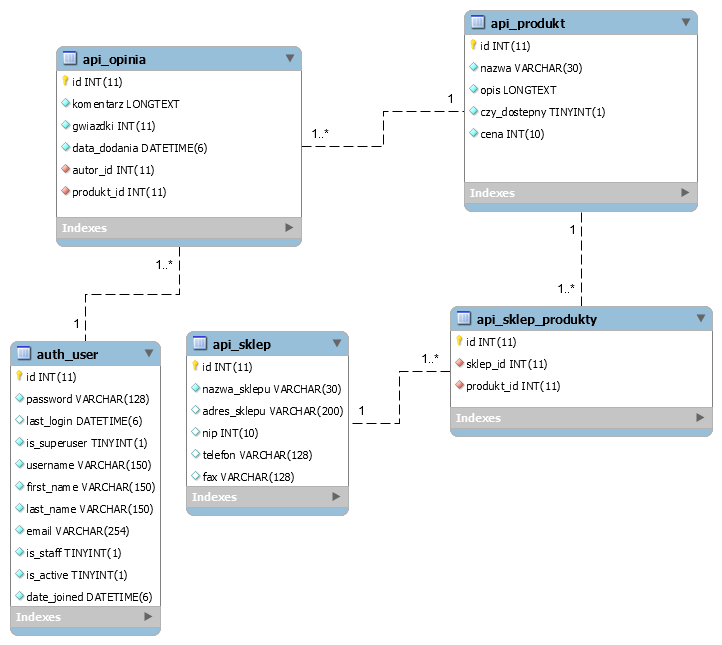 api_opinia
id INT(11)
komentarz LONGTEXT
gwiazdki INT(11)
data_dodania DATETIME(6)
autor_id INT(11)
produkt_id INT(11)
Indexes
api_produkt
id INT(11)
nazwa VARCHAR(30)
opis LONGTEXT
czy_dostepny TINYINT(1)
cena INT(10)
Indexes
1..*
1
1..*
1
1
1..*
auth_user
id INT(11)
password VARCHAR(128)
last_login DATETIME(6)
is_superuser TINYINT(1)
username VARCHAR(150)
first_name VARCHAR(150)
last_name VARCHAR(150)
email VARCHAR(254)
is_staff TINYINT(1)
is_active TINYINT(1)
date_joined DATETIME(6)
Indexes
api_sklep
id INT(11)
nazwa_sklepu VARCHAR(30)
adres_sklepu VARCHAR(200)
nip INT(10)
telefon VARCHAR(128)
fax VARCHAR(128)
Indexes
1
1..*
api_sklep_produkty
id INT(11)
sklep_id INT(11)
produkt_id INT(11)
Indexes